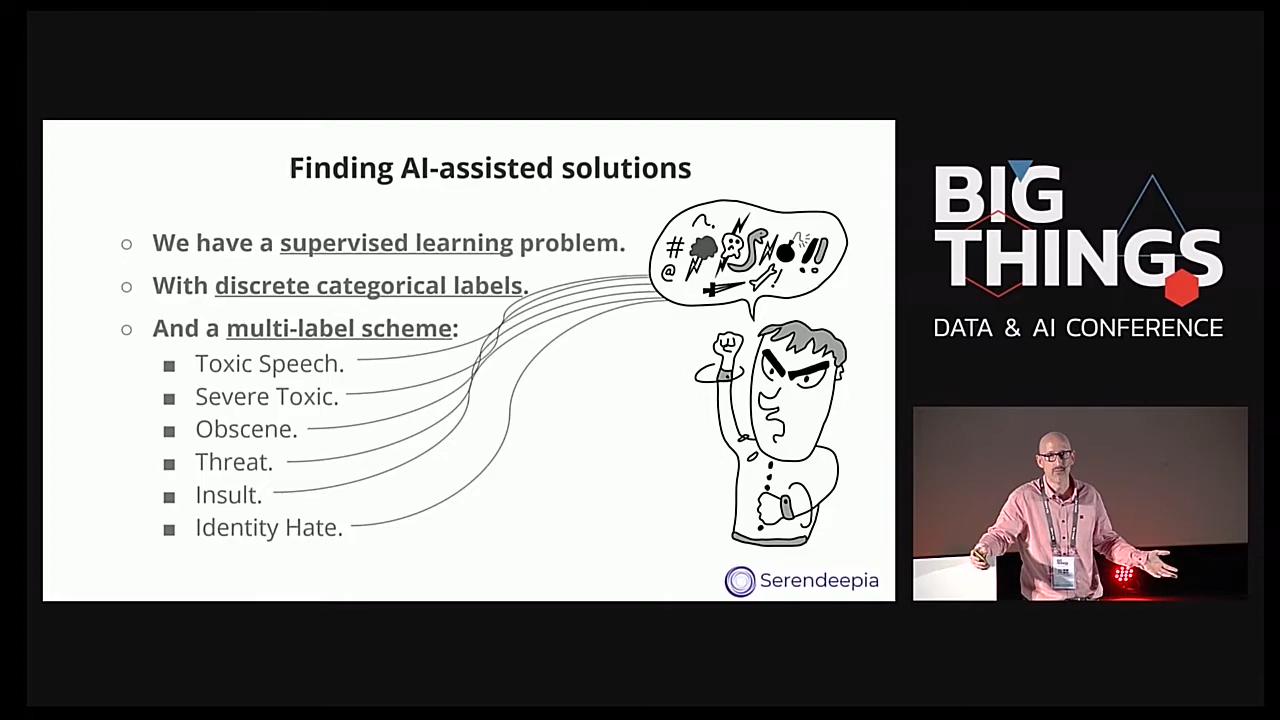 Finding AI-assisted solutions
We have a supervised learning problem.
With discrete categorical labels.
And a multi-label scheme:
Toxic Speech.
Severe Toxic.
Obscene.
Threat.
Insult.
Identity Hate.
#
@
Serendeepia
BIG
THINGS
DATA & AI CONFERENCE